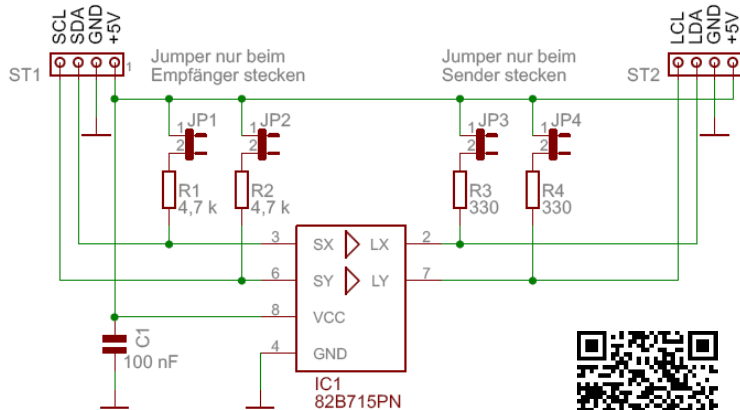 SCL SDA GND +5V
LCL LDA GND +5V
ST1
1
Jumper nur beim
Empfänger stecken
Jumper nur beim
Sender stecken
ST2
1 JP1
2
1 JP2
2
1 JP3
2
1 JP4
2
R1
4,7 k
R2
4,7 k
R3
330
R4
330
3 SX LX 2
6 SY LY 7
8 VCC
4 GND
C1
100 nF
IC1
82B715PN